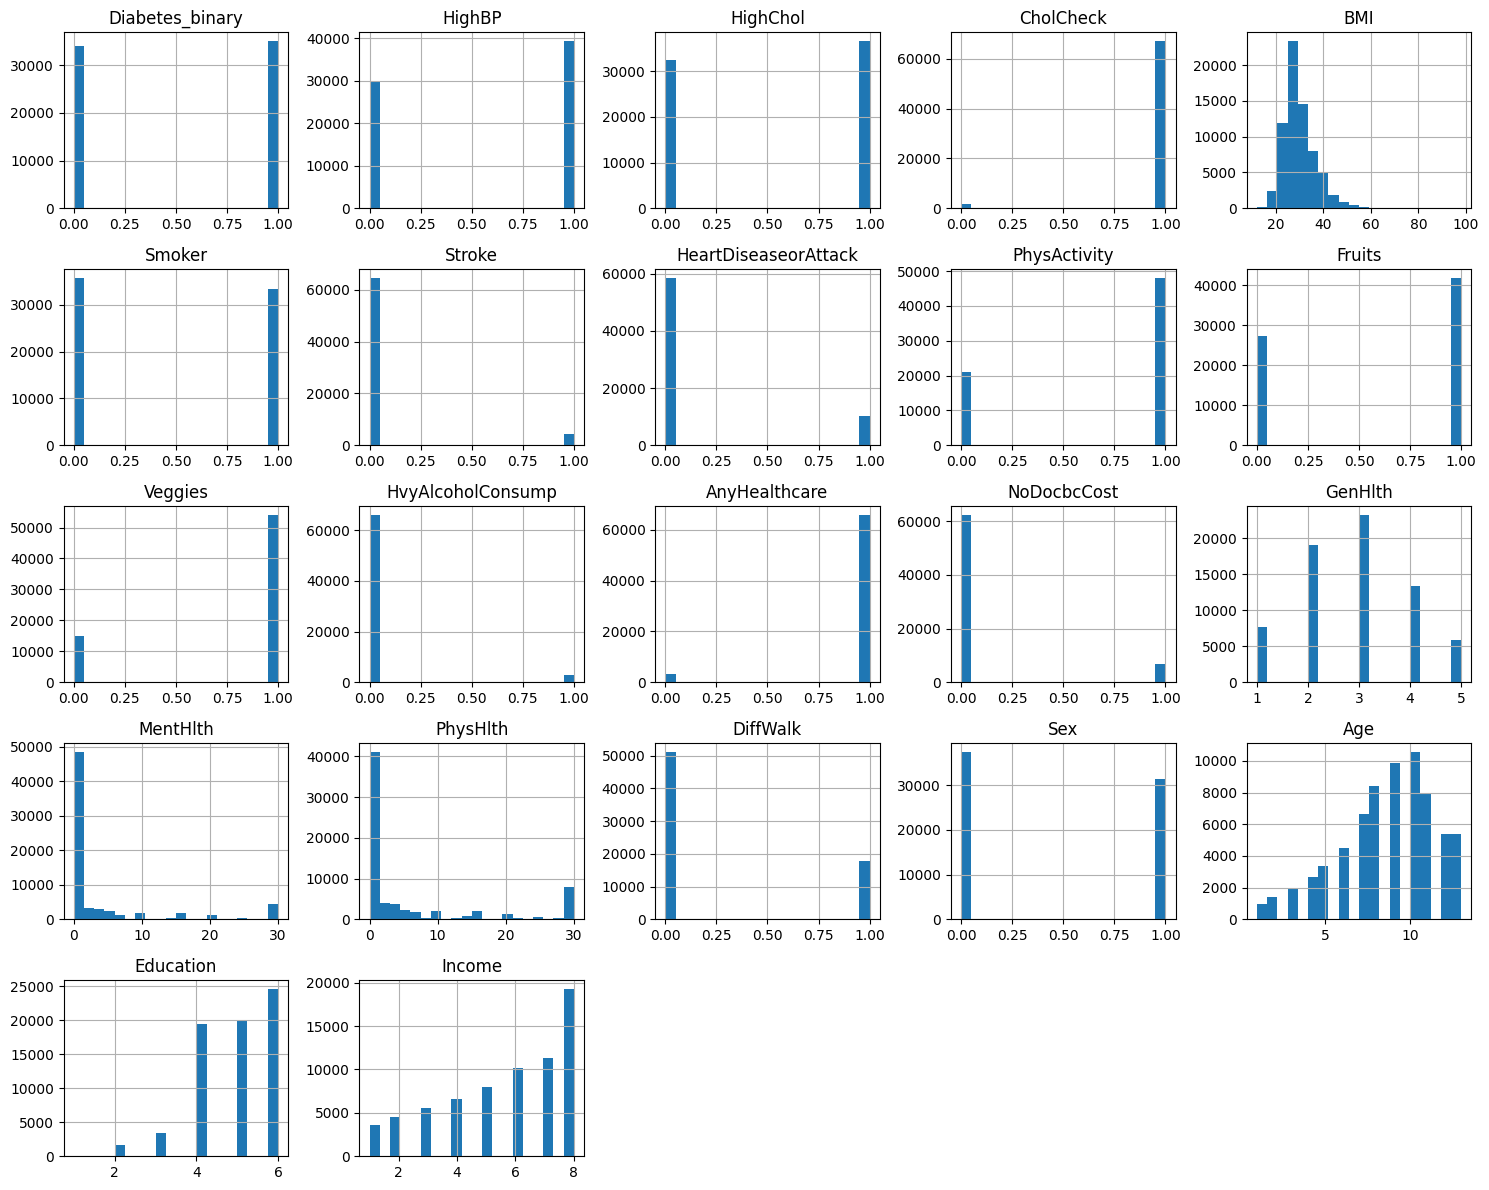 Diabetes_binary HighBP HighChol CholCheck BMI
30000 20000 10000 0
0.00 0.25 0.50 0.75 1.00
40000 30000 20000 10000 0
0.00 0.25 0.50 0.75 1.00
30000 20000 10000 0
0.00 0.25 0.50 0.75 1.00
60000 40000 20000 0
0.00 0.25 0.50 0.75 1.00
20000 15000 10000 5000 0
20 40 60 80 100
Smoker Stroke HeartDiseaseorAttack PhysActivity Fruits
30000 20000 10000 0
0.00 0.25 0.50 0.75 1.00
60000 40000 20000 0
0.00 0.25 0.50 0.75 1.00
60000 40000 20000 0
0.00 0.25 0.50 0.75 1.00
50000 40000 30000 20000 10000 0
0.00 0.25 0.50 0.75 1.00
40000 30000 20000 10000 0
0.00 0.25 0.50 0.75 1.00
Veggies HvyAlcoholConsump AnyHealthcare NoDocbcCost GenHlth
50000 40000 30000 20000 10000 0
0.00 0.25 0.50 0.75 1.00
60000 40000 20000 0
0.00 0.25 0.50 0.75 1.00
60000 40000 20000 0
0.00 0.25 0.50 0.75 1.00
60000 50000 40000 30000 20000 10000 0
0.00 0.25 0.50 0.75 1.00
20000 15000 10000 5000 0
1 2 3 4 5
MentHlth PhysHlth DiffWalk Sex Age
50000 40000 30000 20000 10000 0
0 10 20 30
40000 30000 20000 10000 0
0 10 20 30
50000 40000 30000 20000 10000 0
0.00 0.25 0.50 0.75 1.00
30000 20000 10000 0
0.00 0.25 0.50 0.75 1.00
10000 8000 6000 4000 2000 0
5 10
Education Income
25000 20000 15000 10000 5000 0
2 4 6
20000 15000 10000 5000 0
2 4 6 8